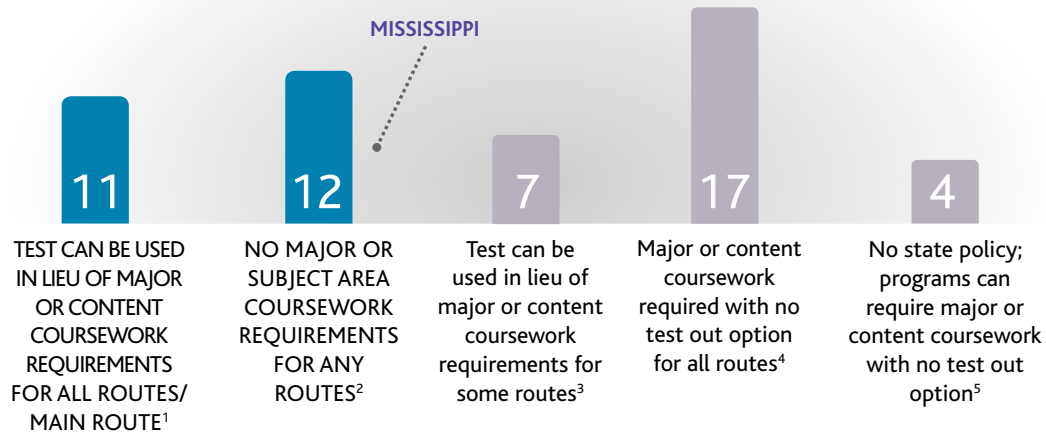 MISSISSIPPI
11
12
7
17
4
TEST CAN BE USED
IN LIEU OF MAJOR
OR CONTENT
COURSEWORK
REQUIREMENTS
FOR ALL ROUTES/
MAIN ROUTE¹
NO MAJOR OR
SUBJECT AREA
COURSEWORK
REQUIREMENTS
FOR ANY
ROUTES²
Test can be
used in lieu of
major or content
coursework
requirements for
some routes³
Major or content
coursework
required with no
test out option
for all routes⁴
No state policy;
programs can
require major or
content coursework
with no test out
option⁵